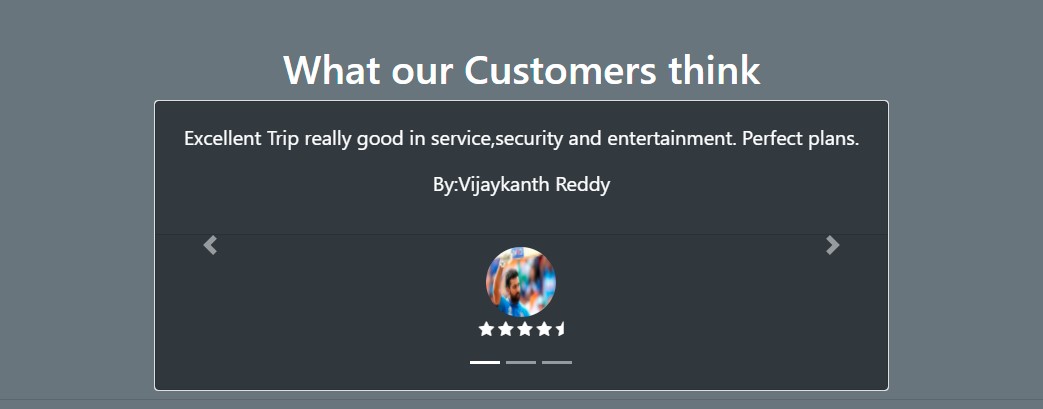 What our Customers think
Excellent Trip really good in service,security and entertainment. Perfect plans.
By:Vijaykanth Reddy